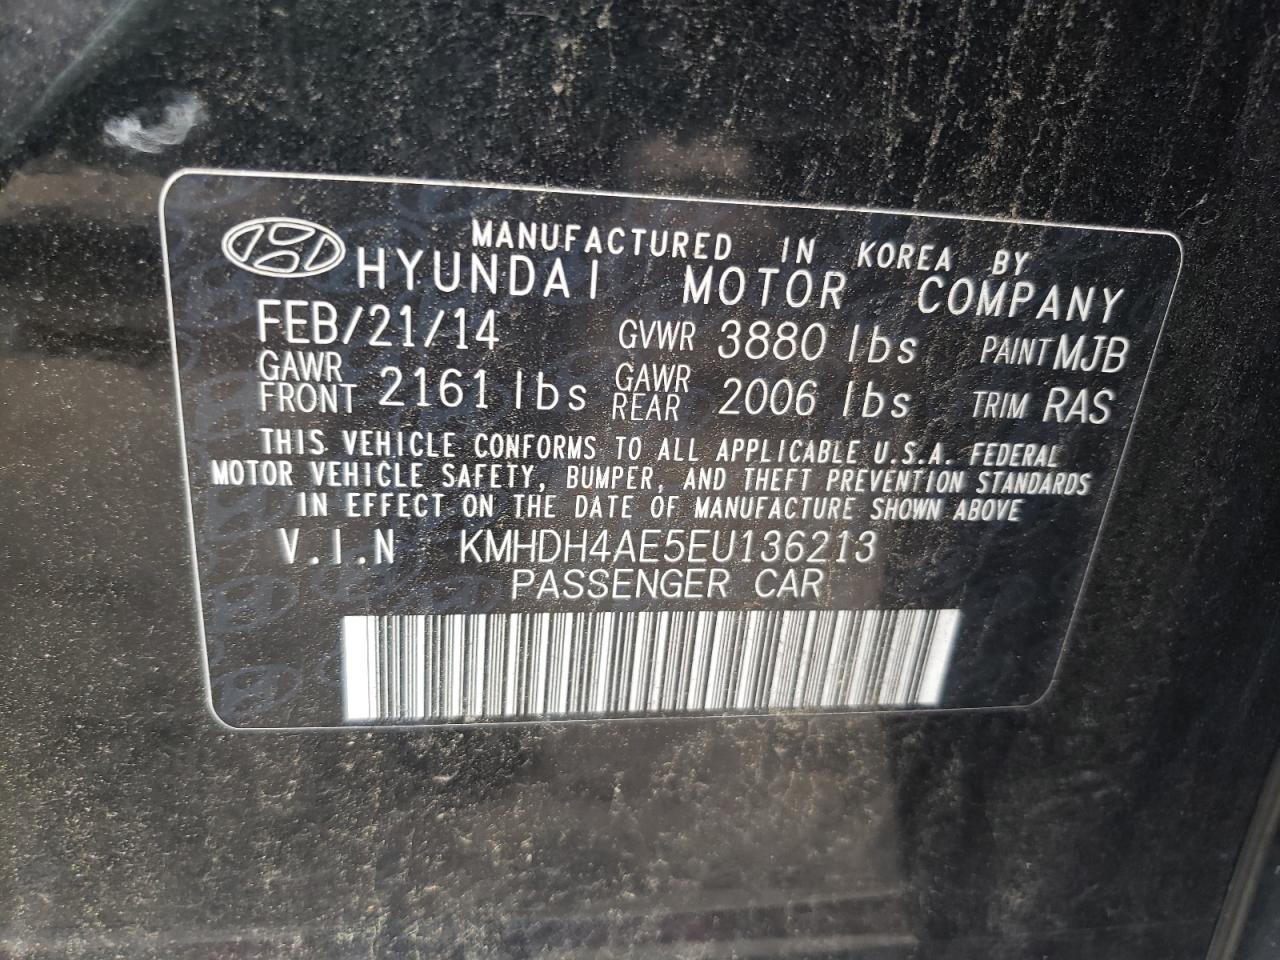 MANUFACTURED IN KOREA BY
HYUNDAI MOTOR COMPANY
FEB/21/14 GVWR 3880 lbs PAINT MJB
GAWR FRONT 2161 lbs GAWR REAR 2006 lbs TRIM RAS
THIS VEHICLE CONFORMS TO ALL APPLICABLE U.S.A. FEDERAL
MOTOR VEHICLE SAFETY, BUMPER, AND THEFT PREVENTION STANDARDS
IN EFFECT ON THE DATE OF MANUFACTURE SHOWN ABOVE
V.I.N KMHDH4AE5EU136213
PASSENGER CAR